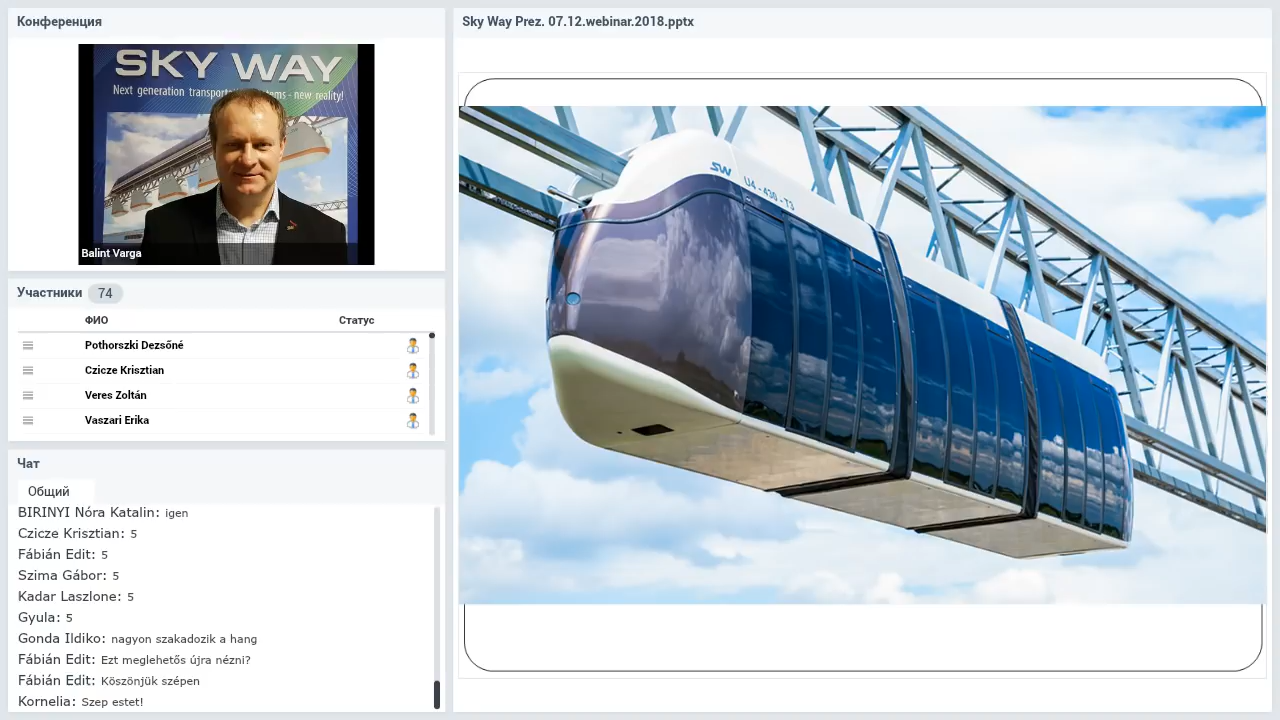 Конференция
SKY WAY
Next generation transportation systems - new reality!
Balint Varga
Участники 74
ФИО Статус
Pothorszki Dezsőné
Czicze Krisztian
Veres Zoltán
Vaszari Erika
Чат
Общий
BIRINYI Nóra Katalin: igen
Czicze Krisztian: 5
Fábián Edit: 5
Szima Gábor: 5
Kadar Laszlone: 5
Gyula: 5
Gonda Ildiko: nagyon szakadozik a hang
Fábián Edit: Ezt meglehetős újra nézni?
Fábián Edit: Köszönjük szépen
Kornelia: Szep estet!
Sky Way Prez. 07.12.webinar.2018.pptx
SW U4-430-T3